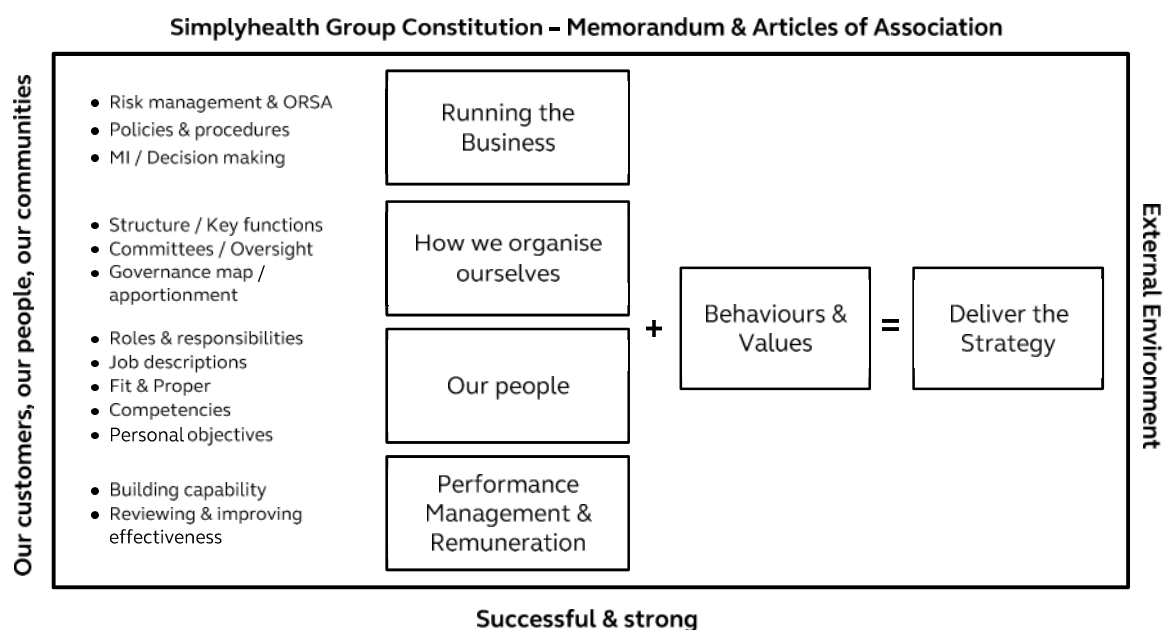 Simplyhealth Group Constitution – Memorandum & Articles of Association
Our customers, our people, our communities
• Risk management & ORSA
• Policies & procedures
• MI / Decision making
Running the
Business
• Structure / Key functions
• Committees / Oversight
• Governance map /
apportionment
How we organise
ourselves
• Roles & responsibilities
• Job descriptions
• Fit & Proper
• Competencies
• Personal objectives
Our people
• Building capability
• Reviewing & improving
effectiveness
Performance
Management &
Remuneration
+
Behaviours &
Values
=
Deliver the
Strategy
External Environment
Successful & strong